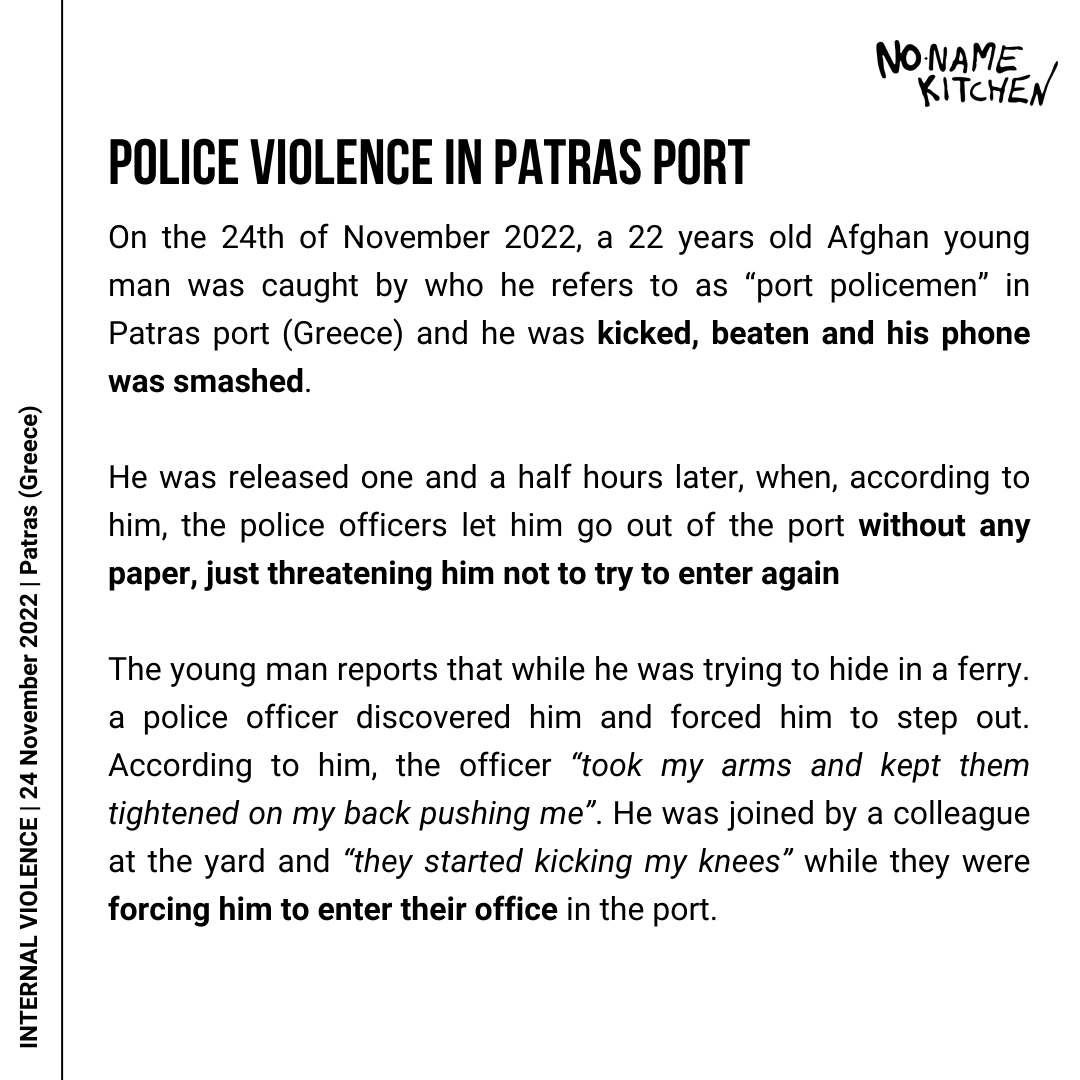 NO·NAME
KITCHEN
POLICE VIOLENCE IN PATRAS PORT
On the 24th of November 2022, a 22 years old Afghan young
man was caught by who he refers to as “port policemen” in
Patras port (Greece) and he was kicked, beaten and his phone
was smashed.
He was released one and a half hours later, when, according to
him, the police officers let him go out of the port without any
paper, just threatening him not to try to enter again
The young man reports that while he was trying to hide in a ferry.
a police officer discovered him and forced him to step out.
According to him, the officer “took my arms and kept them
tightened on my back pushing me”. He was joined by a colleague
at the yard and “they started kicking my knees” while they were
forcing him to enter their office in the port.
INTERNAL VIOLENCE | 24 November 2022 | Patras (Greece)